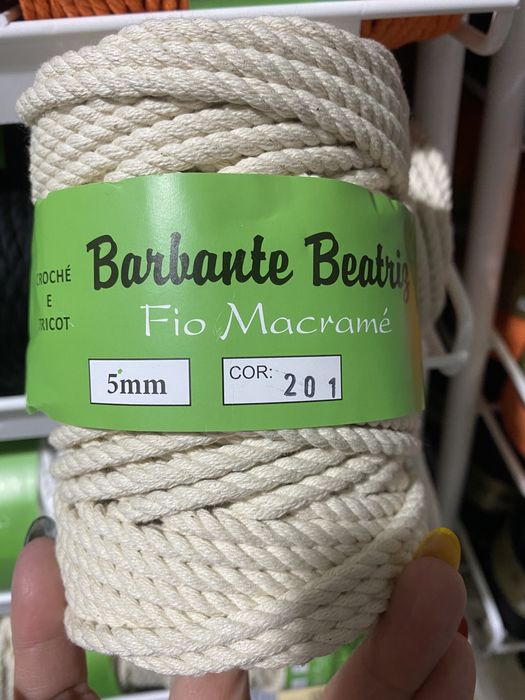 CROCHÉ
E
TRICOT
Barbante Beatriz
Fio Macramé
5mm
COR: 201